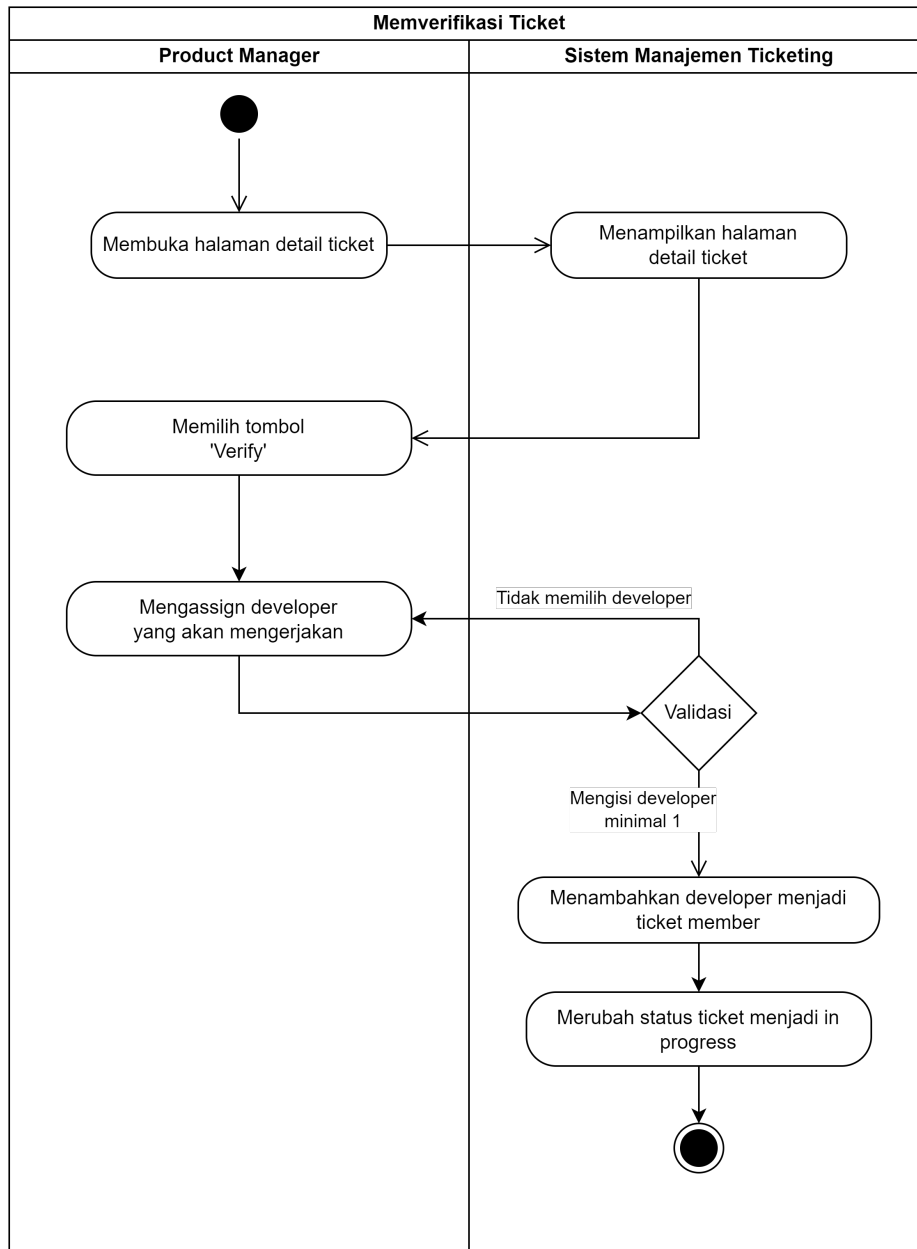 Memverifikasi Ticket
Product Manager
Sistem Manajemen Ticketing
Membuka halaman detail ticket
Menampilkan halaman
detail ticket
Memilih tombol
'Verify'
Mengassign developer
yang akan mengerjakan
Tidak memilih developer
Validasi
Mengisi developer
minimal 1
Menambahkan developer menjadi
ticket member
Merubah status ticket menjadi in
progress